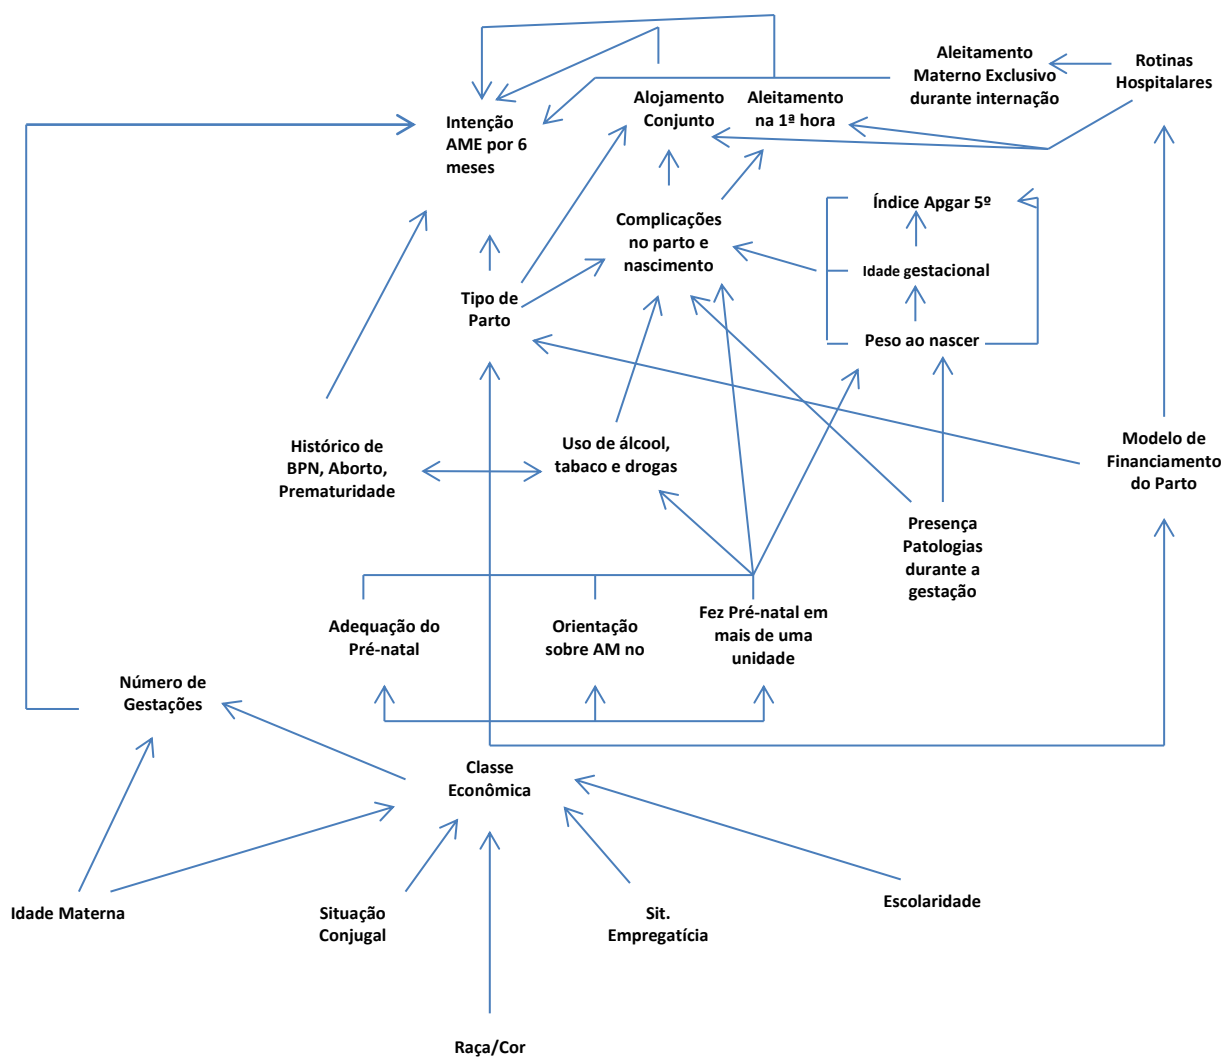 Aleitamento
Materno Exclusivo
durante internação
Rotinas
Hospitalares
Intenção
AME por 6
meses
Alojamento
Conjunto
Aleitamento
na 1ª hora
Índice Apgar 5º
Complicações
no parto e
nascimento
Idade gestacional
Tipo de
Parto
Peso ao nascer
Histórico de
BPN, Aborto,
Prematuridade
Uso de álcool,
tabaco e drogas
Modelo de
Financiamento
do Parto
Presença
Patologias
durante a
gestação
Adequação do
Pré-natal
Orientação
sobre AM no
Fez Pré-natal em
mais de uma
unidade
Número de
Gestações
Classe
Econômica
Idade Materna
Situação
Conjugal
Sit.
Empregatícia
Escolaridade
Raça/Cor